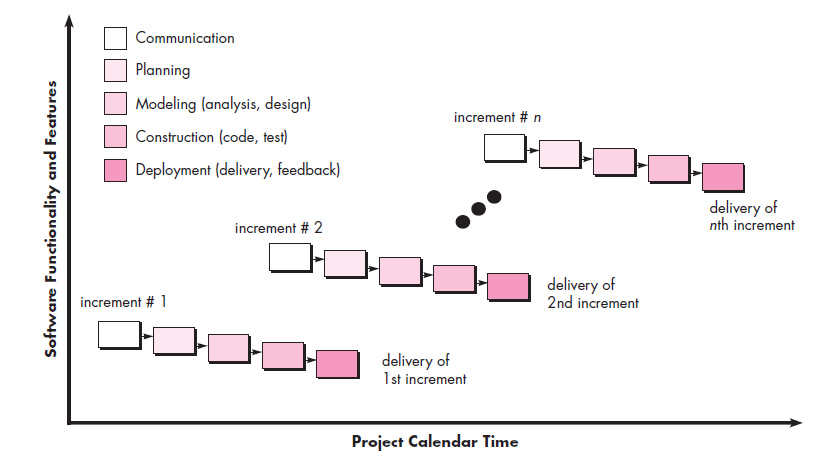 Software Functionality and Features
Communication
Planning
Modeling (analysis, design)
Construction (code, test)
Deployment (delivery, feedback)
increment # n
delivery of
nth increment
increment # 2
delivery of
2nd increment
increment # 1
delivery of
1st increment
Project Calendar Time